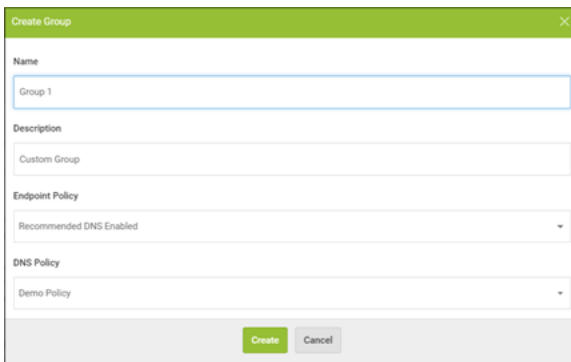 Create Group
Name
Group 1
Description
Custom Group
Endpoint Policy
Recommended DNS Enabled
DNS Policy
Demo Policy
Create Cancel